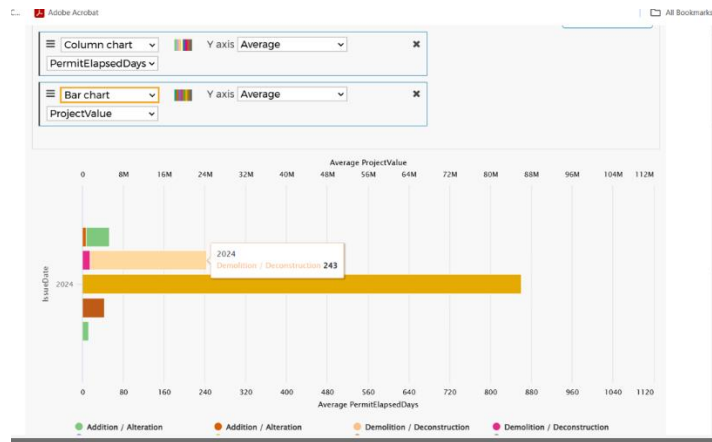 C...
Adobe Acrobat
All Bookmarks
Column chart Y axis Average
PermitElapsedDays
Bar chart Y axis Average
ProjectValue
Average ProjectValue
0 8M 16M 24M 32M 40M 48M 56M 64M 72M 80M 88M 96M 104M 112M
2024
Demolition / Deconstruction 243
IssueDate
2024
0 80 160 240 320 400 480 560 640 720 800 880 960 1040 1120
Average PermitElapsedDays
Addition / Alteration Addition / Alteration Demolition / Deconstruction Demolition / Deconstruction